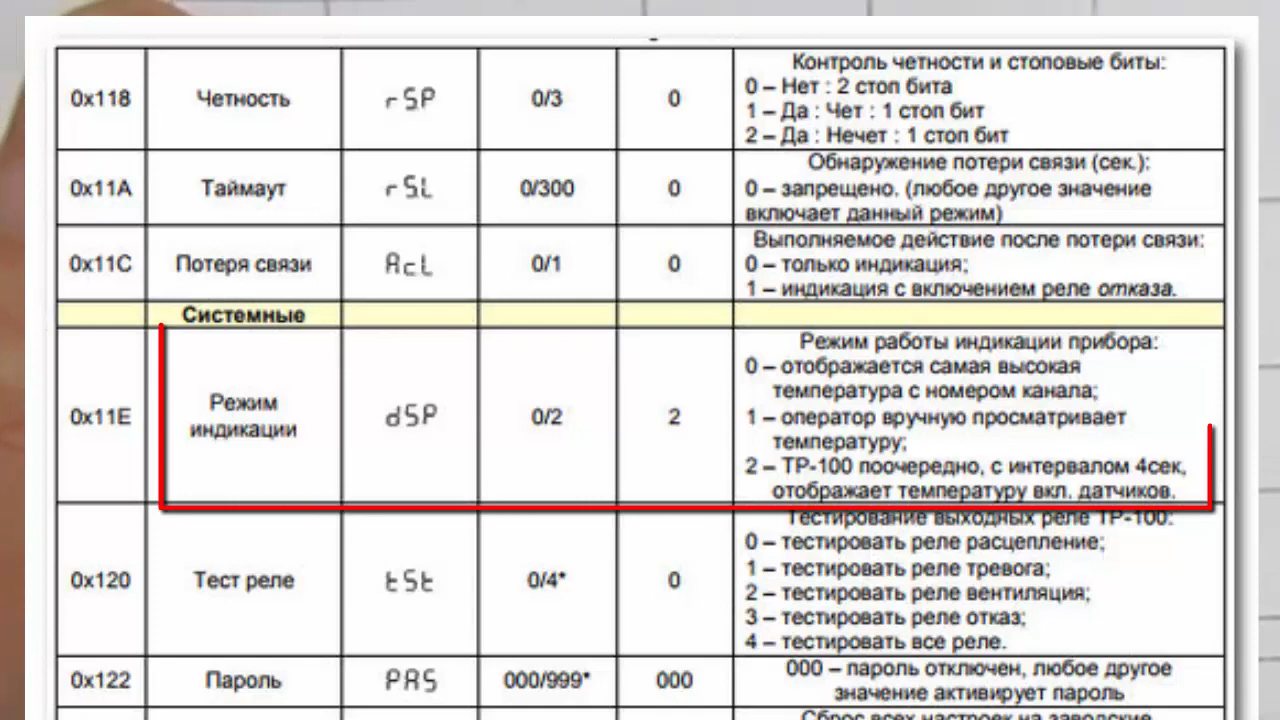 0x118
Четность
rSP
0/3
0
Контроль четности и стоповые биты:
0 – Нет : 2 стоп бита
1 – Да : Чет : 1 стоп бит
2 – Да : Нечет : 1 стоп бит
0x11A
Таймаут
rSL
0/300
0
Обнаружение потери связи (сек.):
0 – запрещено. (любое другое значение
включает данный режим)
0x11C
Потеря связи
AcL
0/1
0
Выполняемое действие после потери связи:
0 – только индикация;
1 – индикация с включением реле отказа.
Системные
0x11E
Режим
индикации
dSP
0/2
2
Режим работы индикации прибора:
0 – отображается самая высокая
температура с номером канала;
1 – оператор вручную просматривает
температуру;
2 – ТР-100 поочередно, с интервалом 4сек,
отображает температуру вкл. датчиков.
0x120
Тест реле
tSt
0/4*
0
Тестирование выходных реле ТР-100:
0 – тестировать реле расцепление;
1 – тестировать реле тревога;
2 – тестировать реле вентиляция;
3 – тестировать реле отказ;
4 – тестировать все реле.
0x122
Пароль
PAS
000/999*
000
000 – пароль отключен, любое другое
значение активирует пароль
Сброс всех настроек на заводские